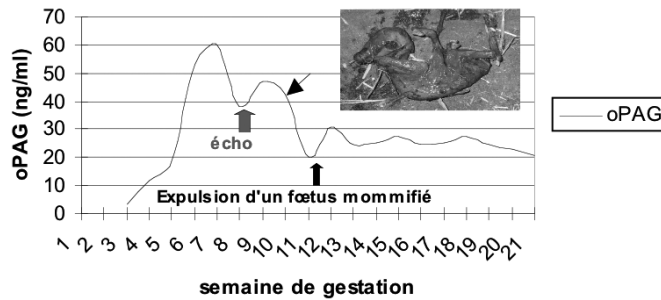 70
60
50
40
30
20
10
0
oPAG (ng/ml)
écho
Expulsion d'un fœtus mommifié
oPAG
1 2 3 4 5 6 7 8 9 10 11 12 13 14 15 16 17 18 19 20 21
semaine de gestation